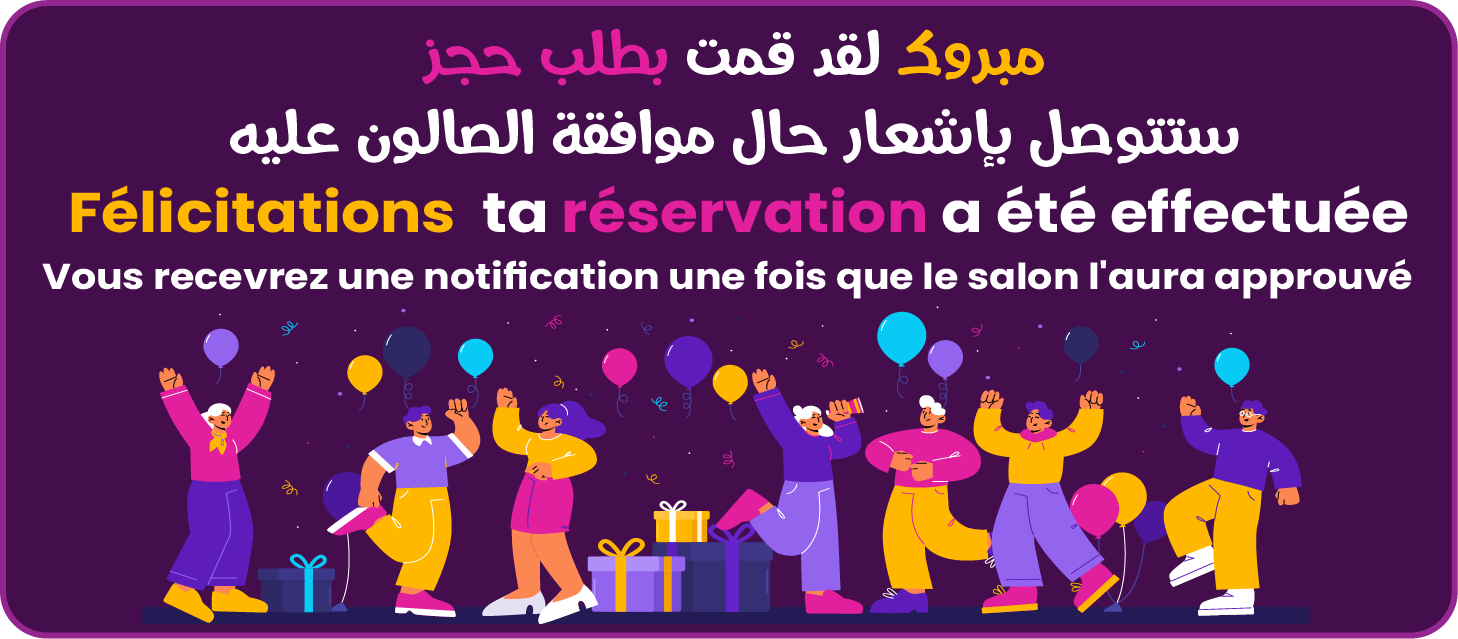 مبروك لقد قمت بطلب حجز
ستتوصل بإشعار حال موافقة الصالون عليه
Félicitations ta réservation a été effectuée
Vous recevrez une notification une fois que le salon l'aura approuvé